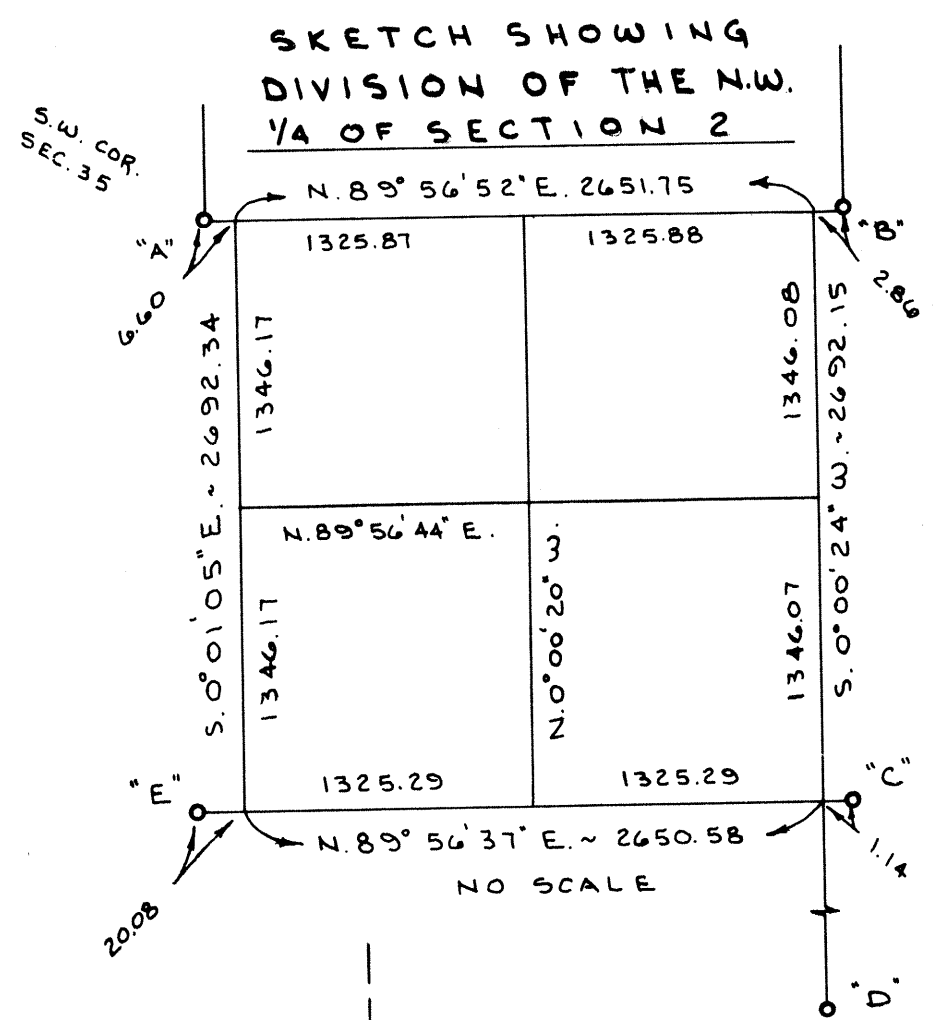 SKETCH SHOWING
DIVISION OF THE N.W.
1/4 OF SECTION 2
S.W. COR.
SEC. 35
N. 89° 56' 52" E. 2651.75
"A"
1325.87
1325.88
"B"
6.60
2.86
S. 0° 01' 05" E. ~ 2692.34
1346.17
1346.08
S. 0° 00' 24" W. ~ 2692.15
N. 89° 56' 44" E.
N. 0° 00' 20" W.
1346.17
1346.07
"E"
1325.29
1325.29
"C"
N. 89° 56' 37" E. ~ 2650.58
1.14
20.08
NO SCALE
"D"